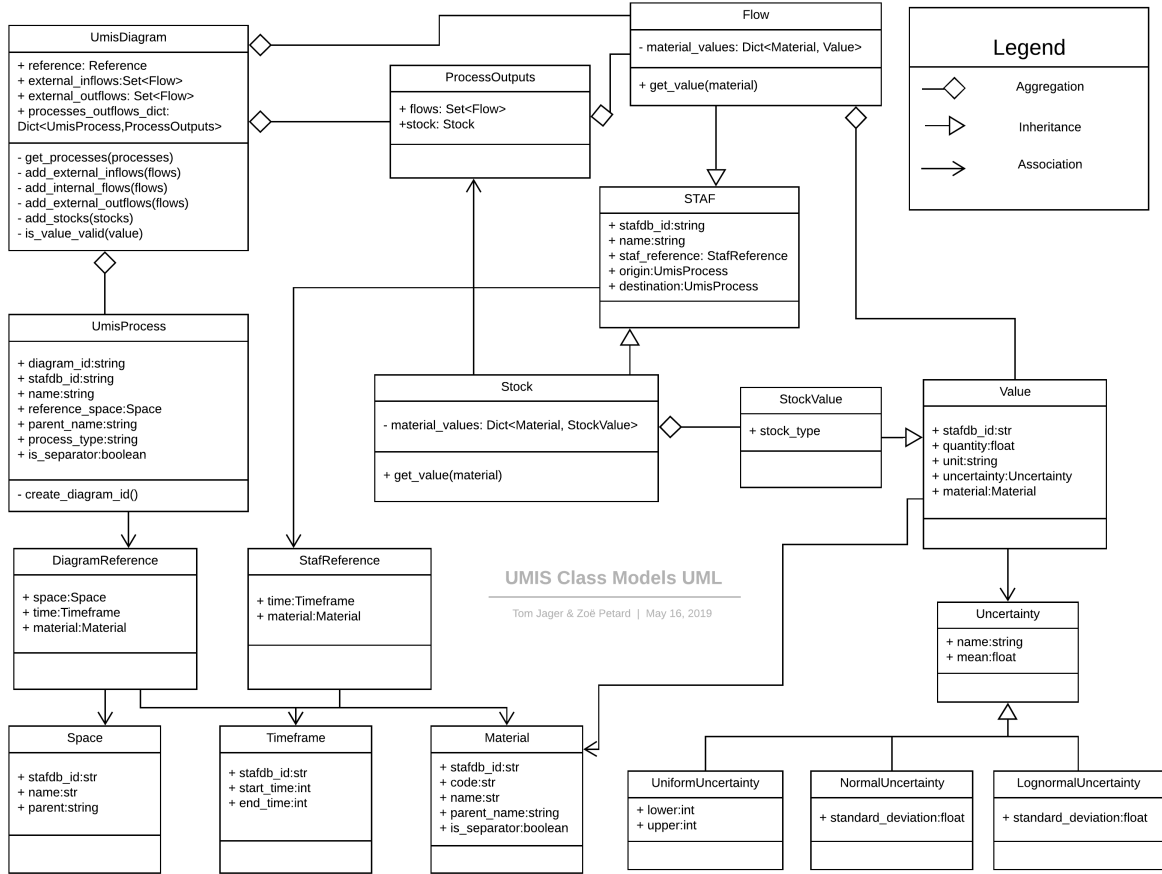 UmisDiagram
+ reference: Reference
+ external_inflows:Set<Flow>
+ external_outflows: Set<Flow>
+ processes_outflows_dict:
Dict<UmisProcess,ProcessOutputs>
- get_processes(processes)
- add_external_inflows(flows)
- add_internal_flows(flows)
- add_external_outflows(flows)
- add_stocks(stocks)
- is_value_valid(value)
ProcessOutputs
+ flows: Set<Flow>
+stock: Stock
Flow
- material_values: Dict<Material, Value>
+ get_value(material)
Legend
Aggregation
Inheritance
Association
STAF
+ stafdb_id:string
+ name:string
+ staf_reference: StafReference
+ origin:UmisProcess
+ destination:UmisProcess
UmisProcess
+ diagram_id:string
+ stafdb_id:string
+ name:string
+ reference_space:Space
+ parent_name:string
+ process_type:string
+ is_separator:boolean
- create_diagram_id()
Stock
- material_values: Dict<Material, StockValue>
+ get_value(material)
StockValue
+ stock_type
Value
+ stafdb_id:str
+ quantity:float
+ unit:string
+ uncertainty:Uncertainty
+ material:Material
DiagramReference
+ space:Space
+ time:Timeframe
+ material:Material
StafReference
+ time:Timeframe
+ material:Material
UMIS Class Models UML
Tom Jager & Zoë Petard | May 16, 2019
Uncertainty
+ name:string
+ mean:float
Space
+ stafdb_id:str
+ name:str
+ parent:string
Timeframe
+ stafdb_id:str
+ start_time:int
+ end_time:int
Material
+ stafdb_id:str
+ code:str
+ name:str
+ parent_name:string
+ is_separator:boolean
UniformUncertainty
+ lower:int
+ upper:int
NormalUncertainty
+ standard_deviation:float
LognormalUncertainty
+ standard_deviation:float